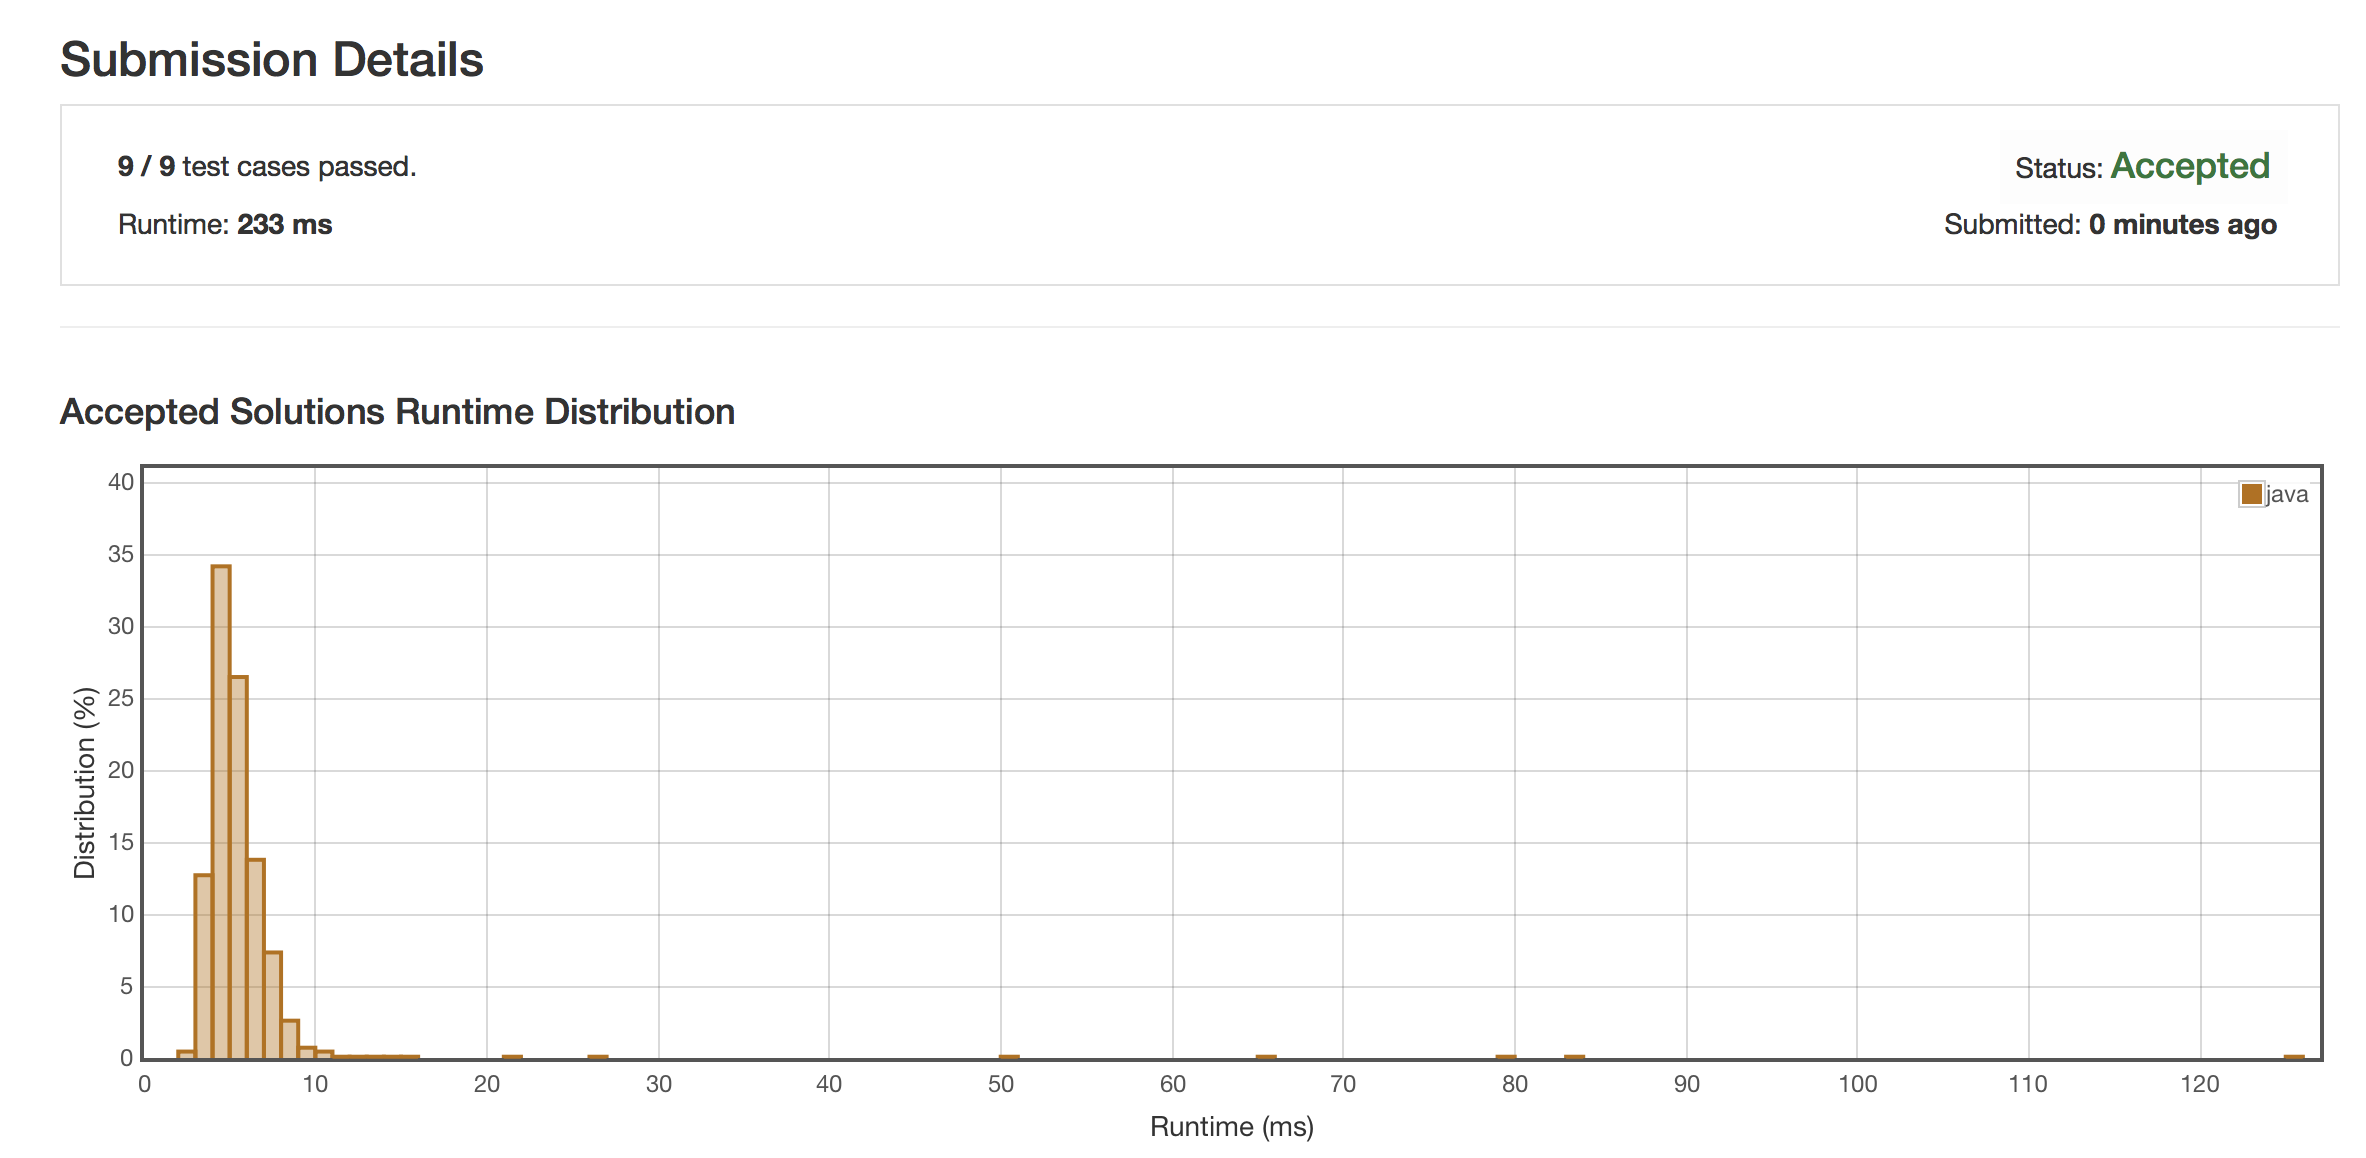 Submission Details
9 / 9 test cases passed.
Status: Accepted
Runtime: 233 ms
Submitted: 0 minutes ago
Accepted Solutions Runtime Distribution
java
Distribution (%)
40
35
30
25
20
15
10
5
0
0 10 20 30 40 50 60 70 80 90 100 110 120
Runtime (ms)